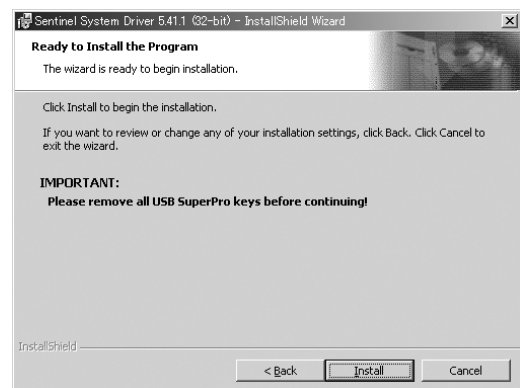 Sentinel System Driver 5.41.1 (32-bit) - InstallShield Wizard
Ready to Install the Program
The wizard is ready to begin installation.
Click Install to begin the installation.
If you want to review or change any of your installation settings, click Back. Click Cancel to
exit the wizard.
IMPORTANT:
Please remove all USB SuperPro keys before continuing!
InstallShield
< Back
Install
Cancel